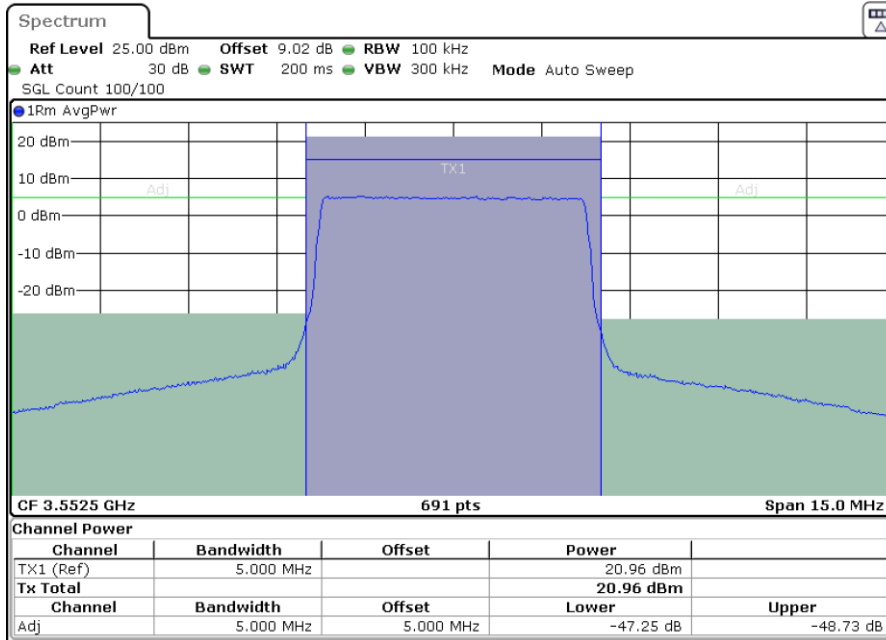 Spectrum
Ref Level 25.00 dBm Offset 9.02 dB RBW 100 kHz
Att 30 dB SWT 200 ms VBW 300 kHz Mode Auto Sweep
SGL Count 100/100
1Rm AvgPwr
20 dBm
TX1
10 dBm
Adj Adj
0 dBm
-10 dBm
-20 dBm
CF 3.5525 GHz 691 pts Span 15.0 MHz
Channel Power
Channel Bandwidth Offset Power
TX1 (Ref) 5.000 MHz 20.96 dBm
Tx Total 20.96 dBm
Channel Bandwidth Offset Lower Upper
Adj 5.000 MHz 5.000 MHz -47.25 dB -48.73 dB